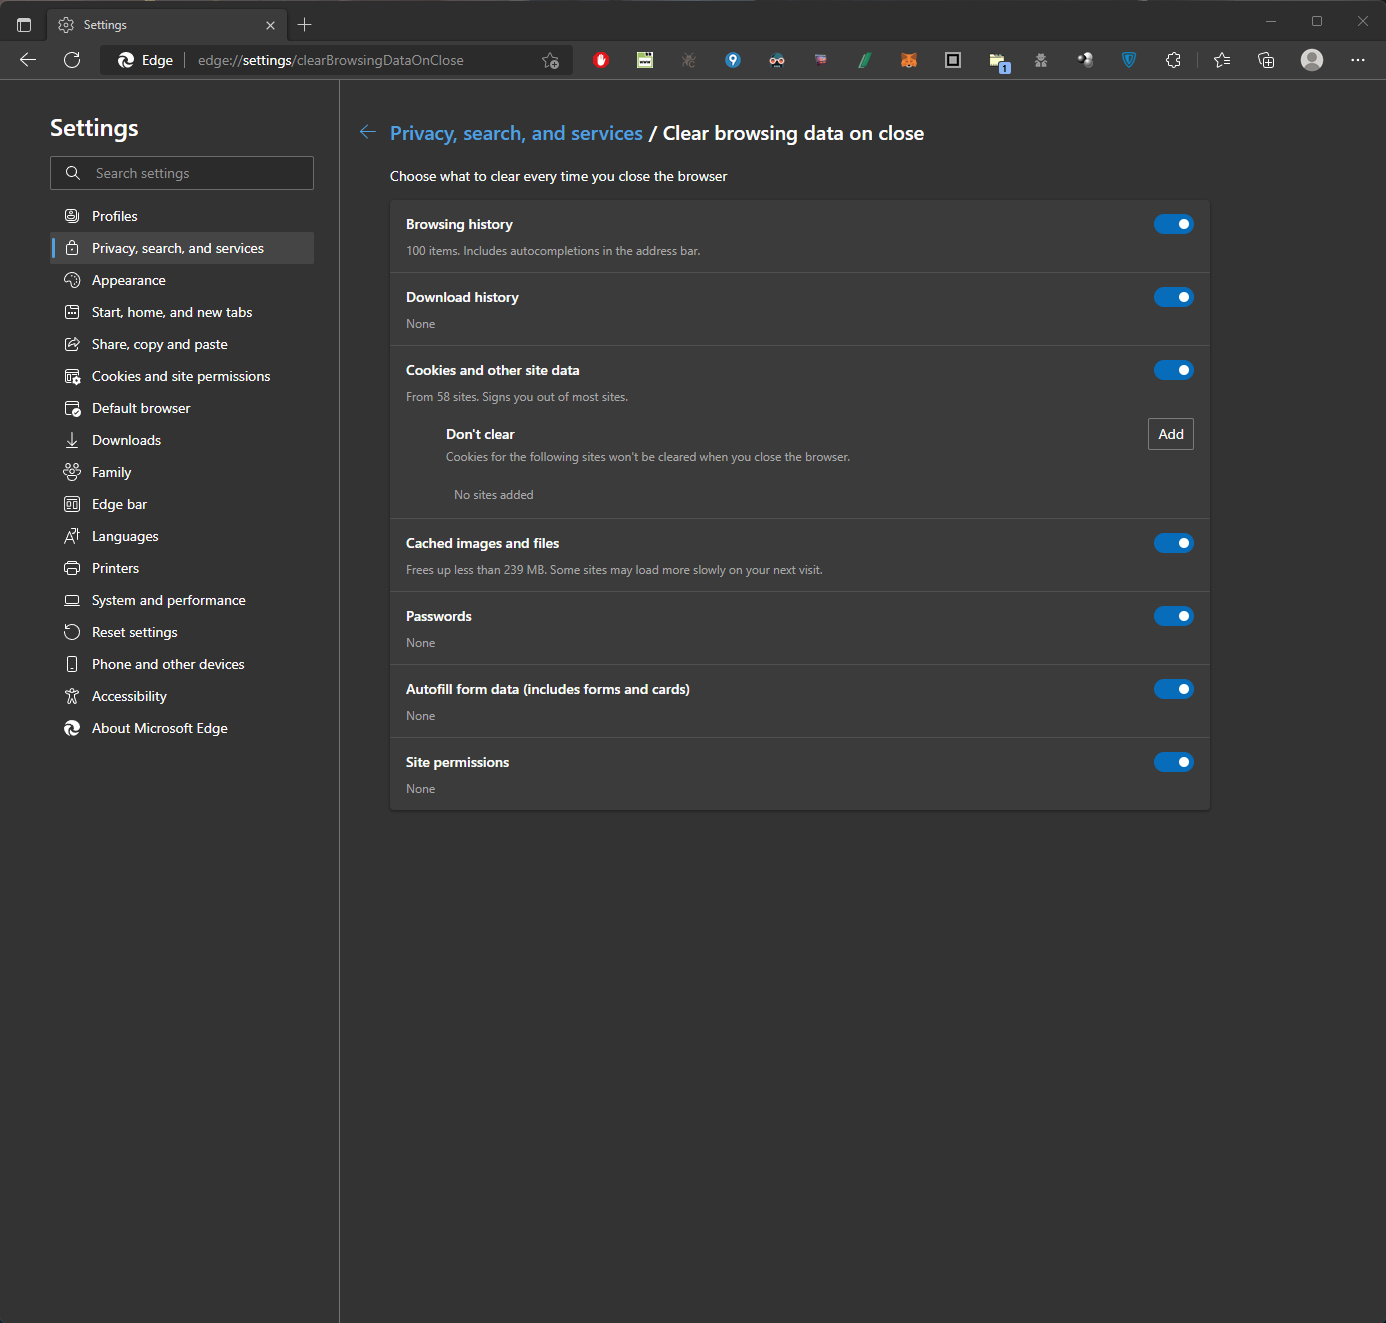 Settings
Edge
edge://settings/clearBrowsingDataOnClose
1
Settings
Search settings
Profiles
Privacy, search, and services
Appearance
Start, home, and new tabs
Share, copy and paste
Cookies and site permissions
Default browser
Downloads
Family
Edge bar
Languages
Printers
System and performance
Reset settings
Phone and other devices
Accessibility
About Microsoft Edge
Privacy, search, and services / Clear browsing data on close
Choose what to clear every time you close the browser
Browsing history
100 items. Includes autocompletions in the address bar.
Download history
None
Cookies and other site data
From 58 sites. Signs you out of most sites.
Don't clear
Add
Cookies for the following sites won't be cleared when you close the browser.
No sites added
Cached images and files
Frees up less than 239 MB. Some sites may load more slowly on your next visit.
Passwords
None
Autofill form data (includes forms and cards)
None
Site permissions
None